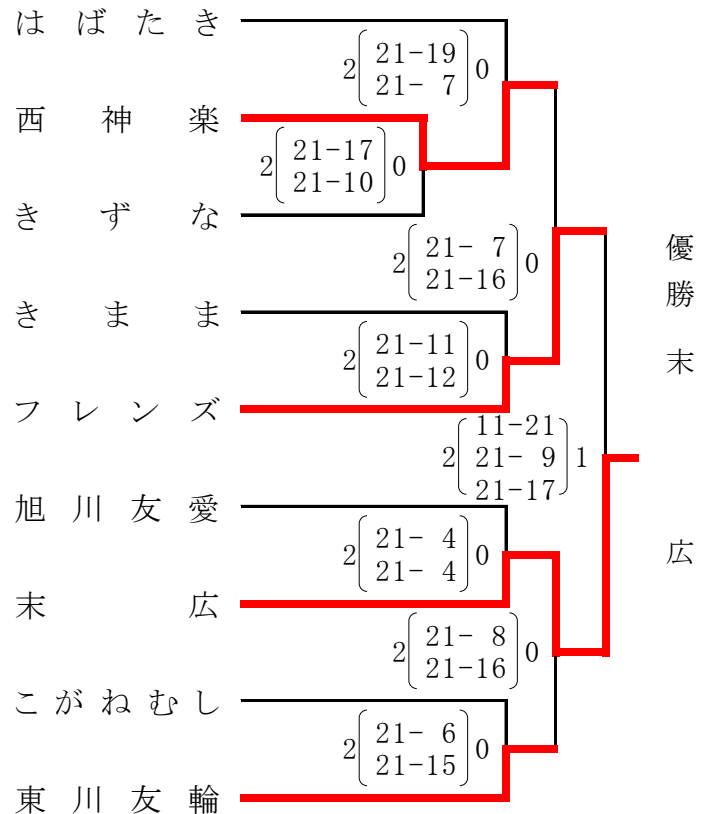 はばたき
2 21-19 0
21- 7
西神楽
2 21-17 0
21-10
きずな
2 21- 7 0
21-16
きまま
2 21-11 0
21-12
フレンズ
11-21
2 21- 9 1
21-17
優勝 末広
旭川友愛
2 21- 4 0
21- 4
末広
2 21- 8 0
21-16
こがねむし
2 21- 6 0
21-15
東川友輪